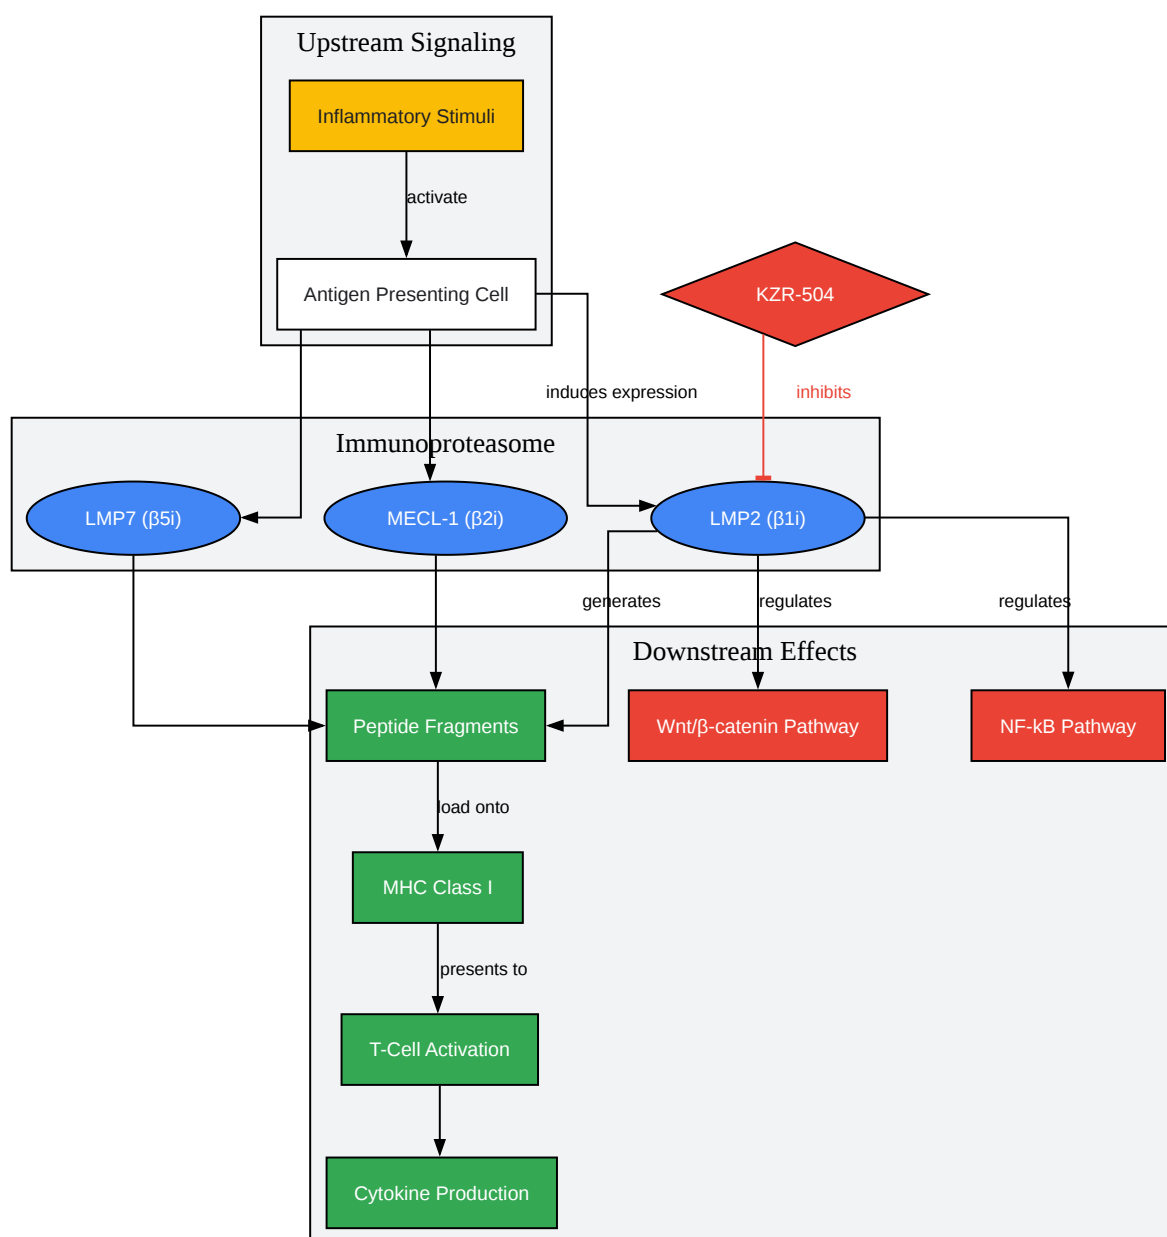 Upstream Signaling
Inflammatory Stimuli
activate
Antigen Presenting Cell
KZR-504
induces expression
inhibits
Immunoproteasome
LMP7 (β5i)
MECL-1 (β2i)
LMP2 (β1i)
generates
regulates
regulates
Downstream Effects
Peptide Fragments
Wnt/β-catenin Pathway
NF-kB Pathway
load onto
MHC Class I
presents to
T-Cell Activation
Cytokine Production